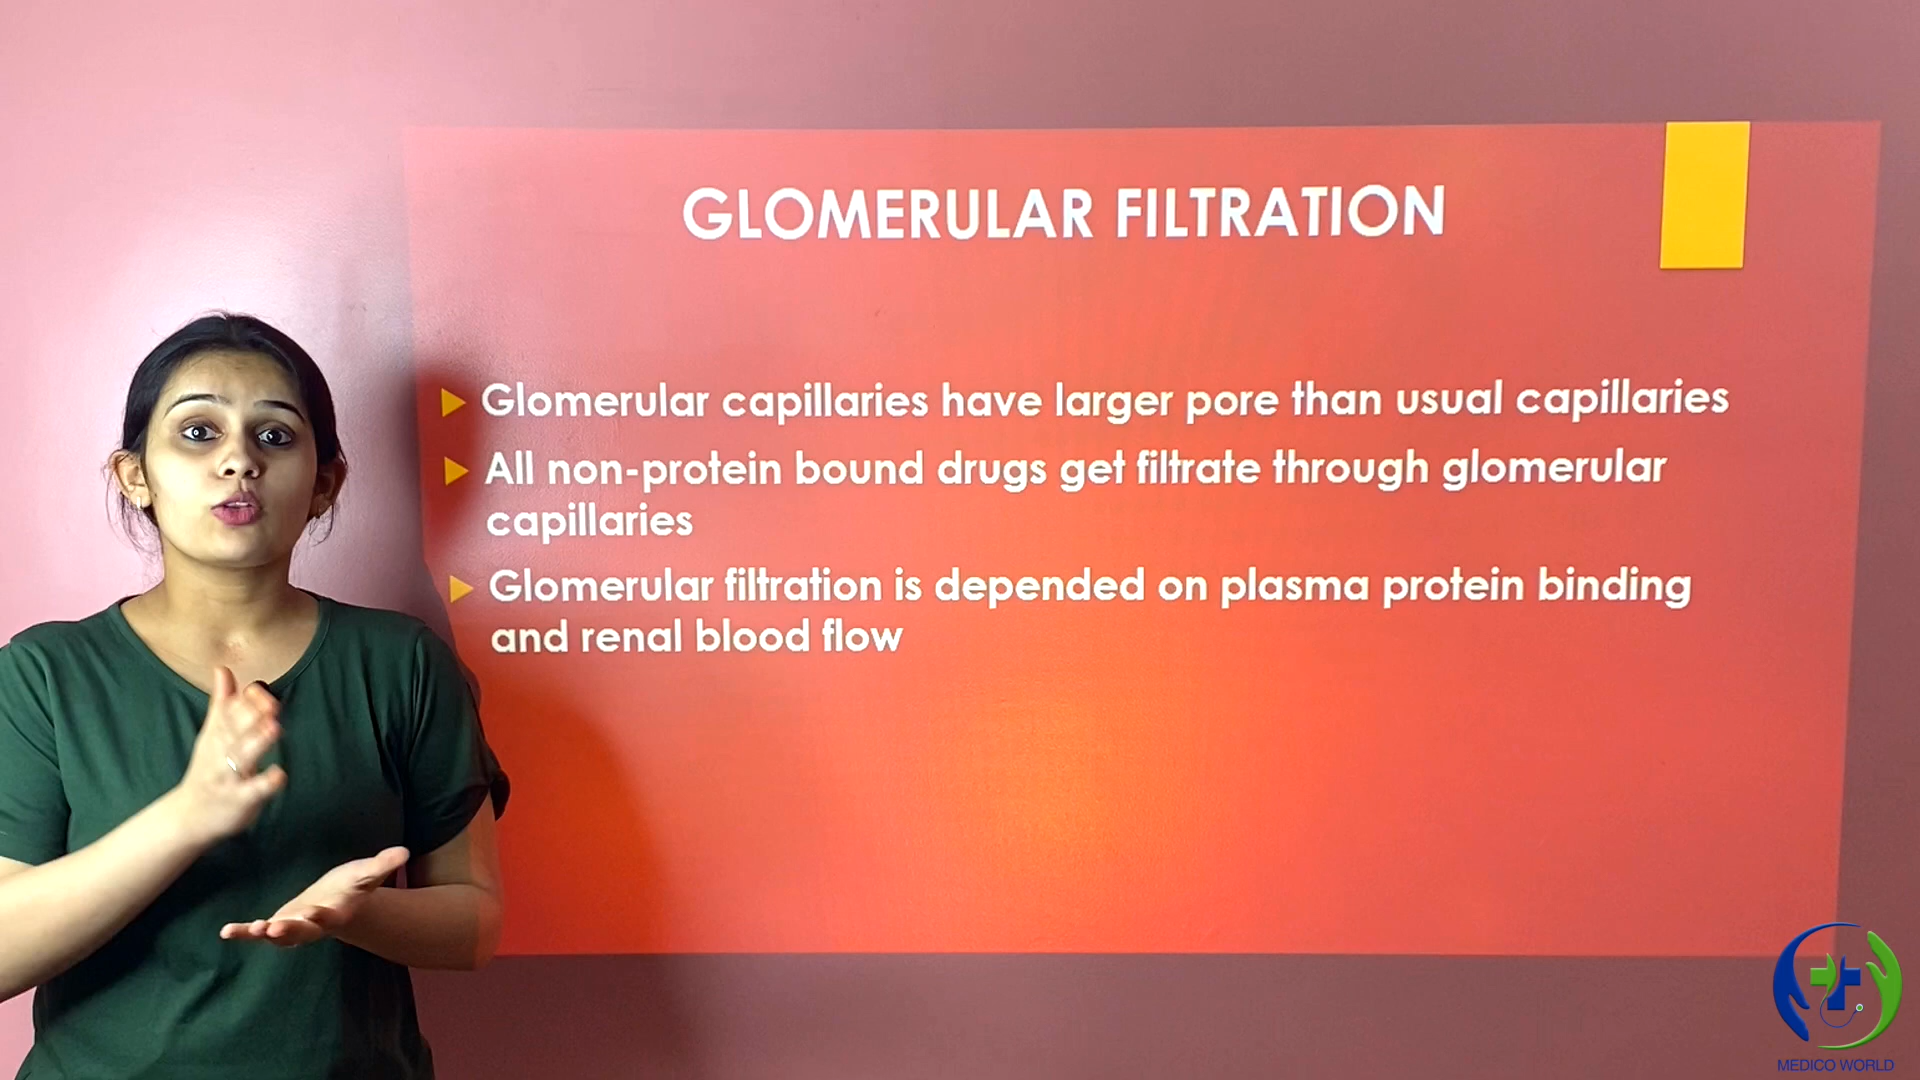 GLOMERULAR FILTRATION
Glomerular capillaries have larger pore than usual capillaries
All non-protein bound drugs get filtrate through glomerular
capillaries
Glomerular filtration is depended on plasma protein binding
and renal blood flow
MEDICO WORLD